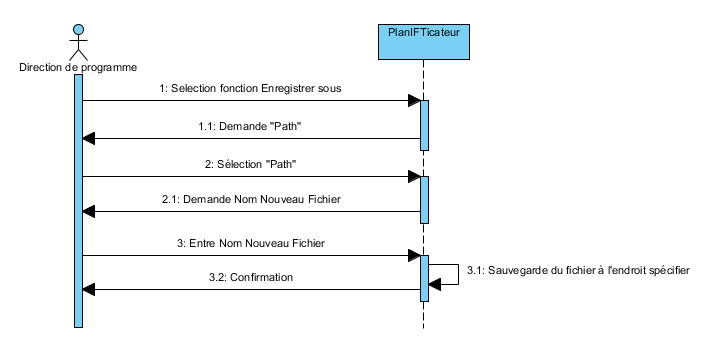 PlanIFTicateur
Direction de programme
1: Selection fonction Enregistrer sous
1.1: Demande "Path"
2: Sélection "Path"
2.1: Demande Nom Nouveau Fichier
3: Entre Nom Nouveau Fichier
3.1: Sauvegarde du fichier à l'endroit spécifier
3.2: Confirmation